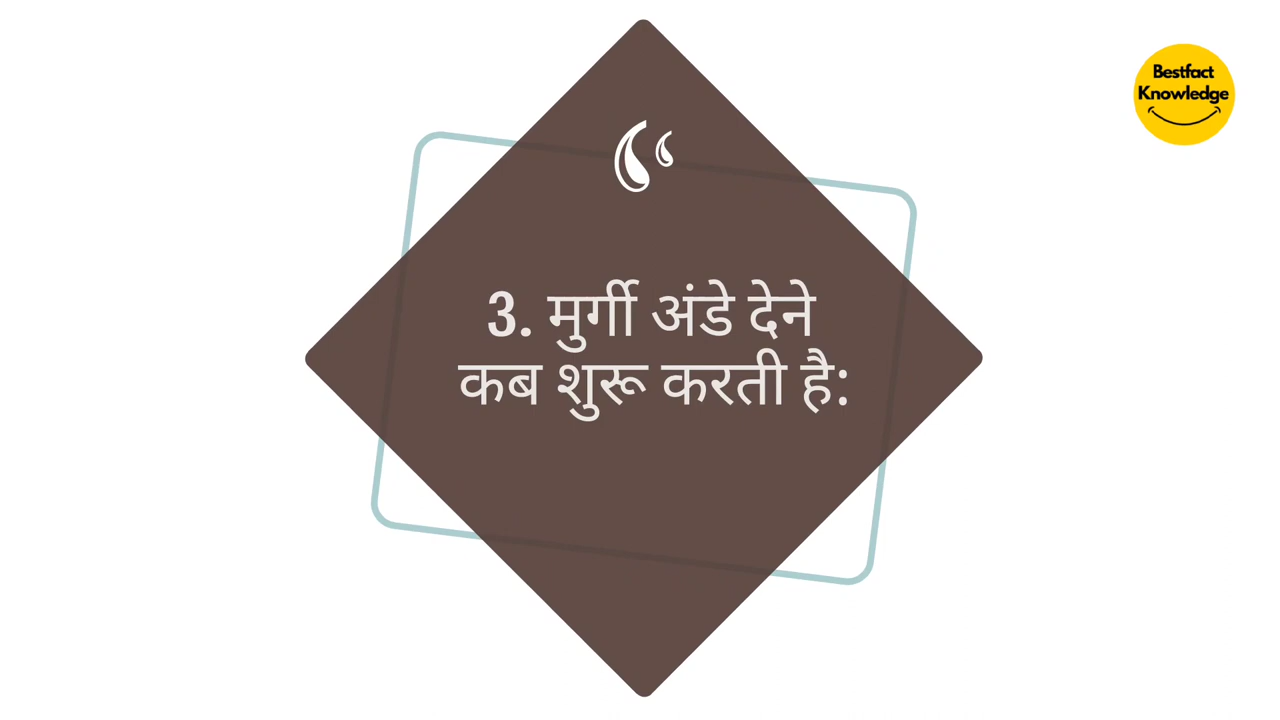 Bestfact
Knowledge
3. मुर्गी अंडे देने
कब शुरू करती है: